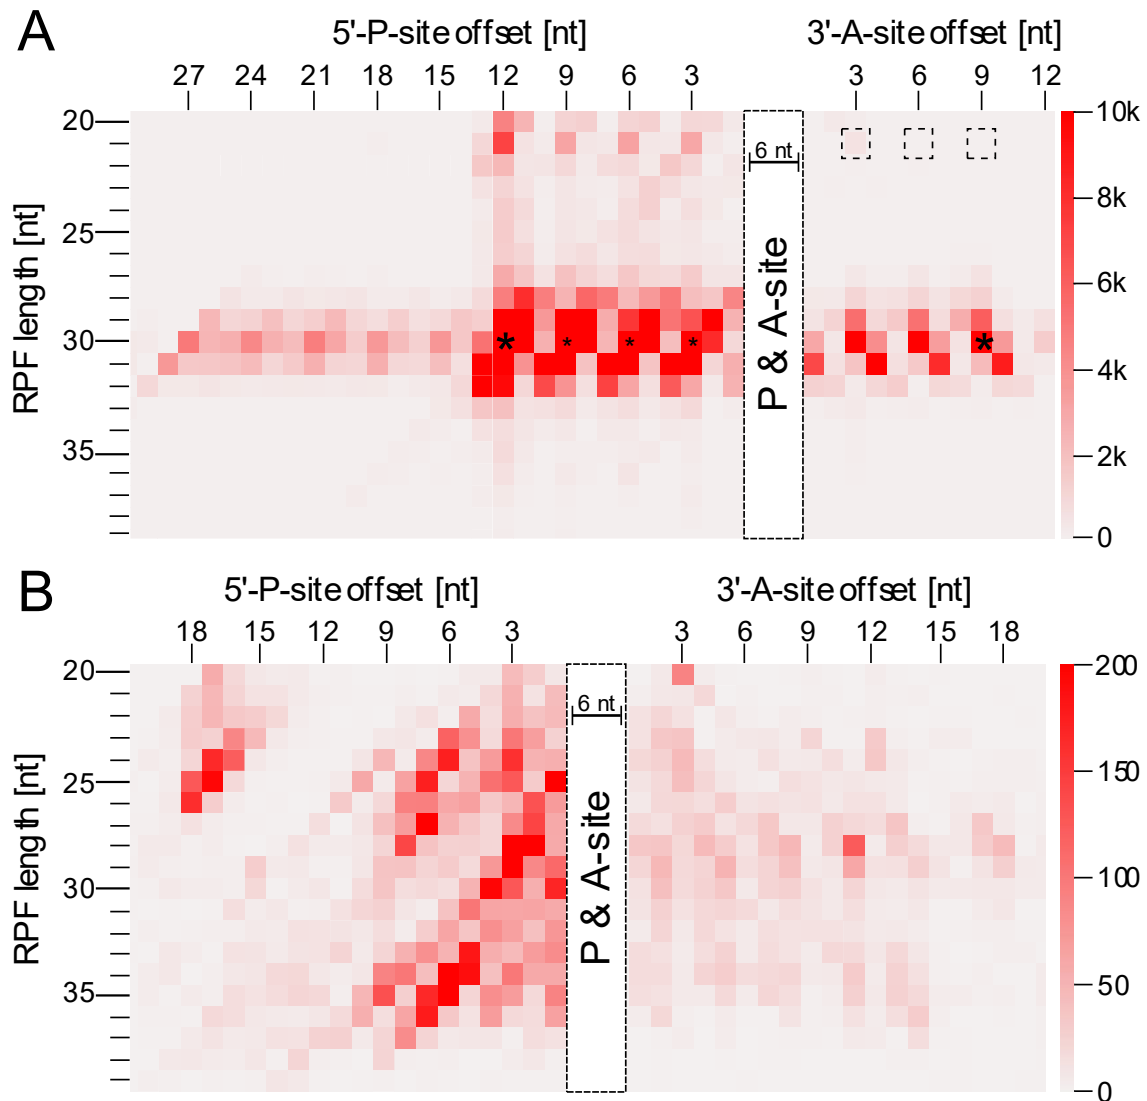 A
5'-P-site offset [nt]
3'-A-site offset [nt]
27 24 21 18 15 12 9 6 3
3 6 9 12
RPF length [nt]
20
25
30
35
6 nt
P & A-site
* * * * *
10k
8k
6k
4k
2k
0
B
5'-P-site offset [nt]
3'-A-site offset [nt]
18 15 12 9 6 3
3 6 9 12 15 18
RPF length [nt]
20
25
30
35
6 nt
P & A-site
200
150
100
50
0